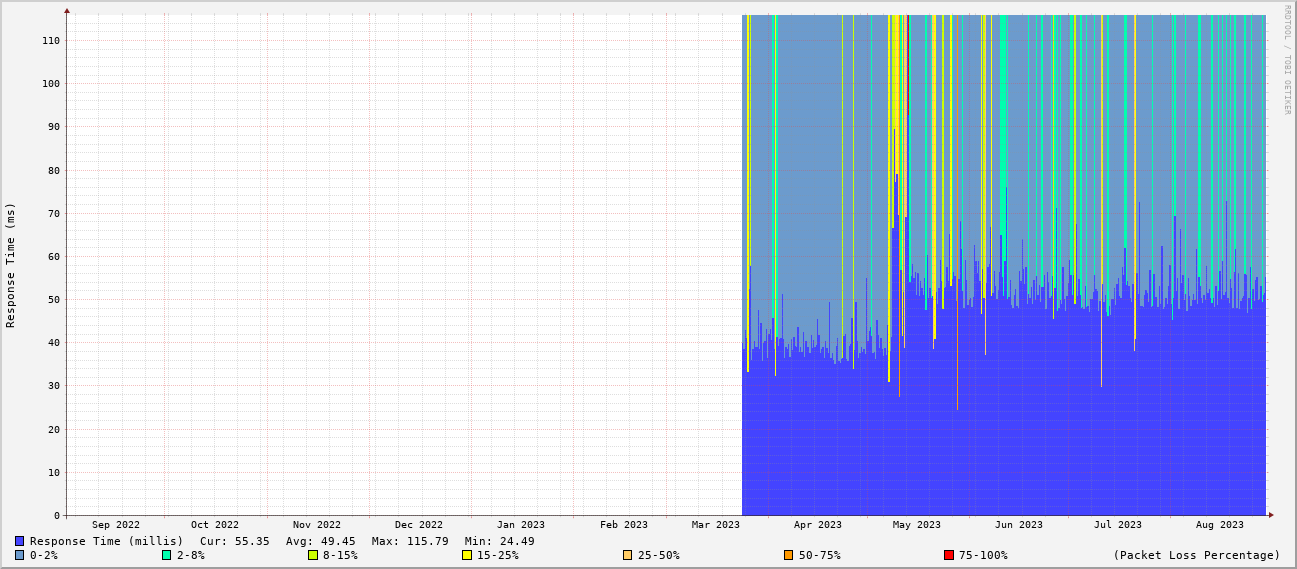 RRDTOOL / TOBI OETIKER
Response Time (ms)
110
100
90
80
70
60
50
40
30
20
10
0
Sep 2022 Oct 2022 Nov 2022 Dec 2022 Jan 2023 Feb 2023 Mar 2023 Apr 2023 May 2023 Jun 2023 Jul 2023 Aug 2023
Response Time (millis) Cur: 55.35 Avg: 49.45 Max: 115.79 Min: 24.49
0-2% 2-8% 8-15% 15-25% 25-50% 50-75% 75-100% (Packet Loss Percentage)